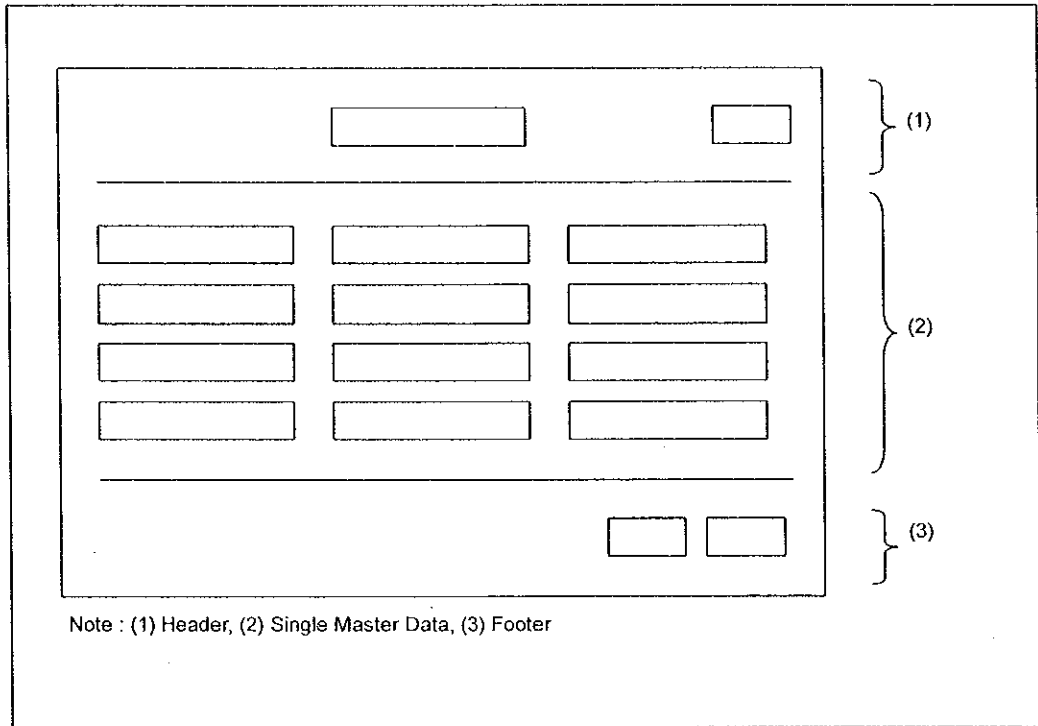 (1)
(2)
(3)
Note : (1) Header, (2) Single Master Data, (3) Footer